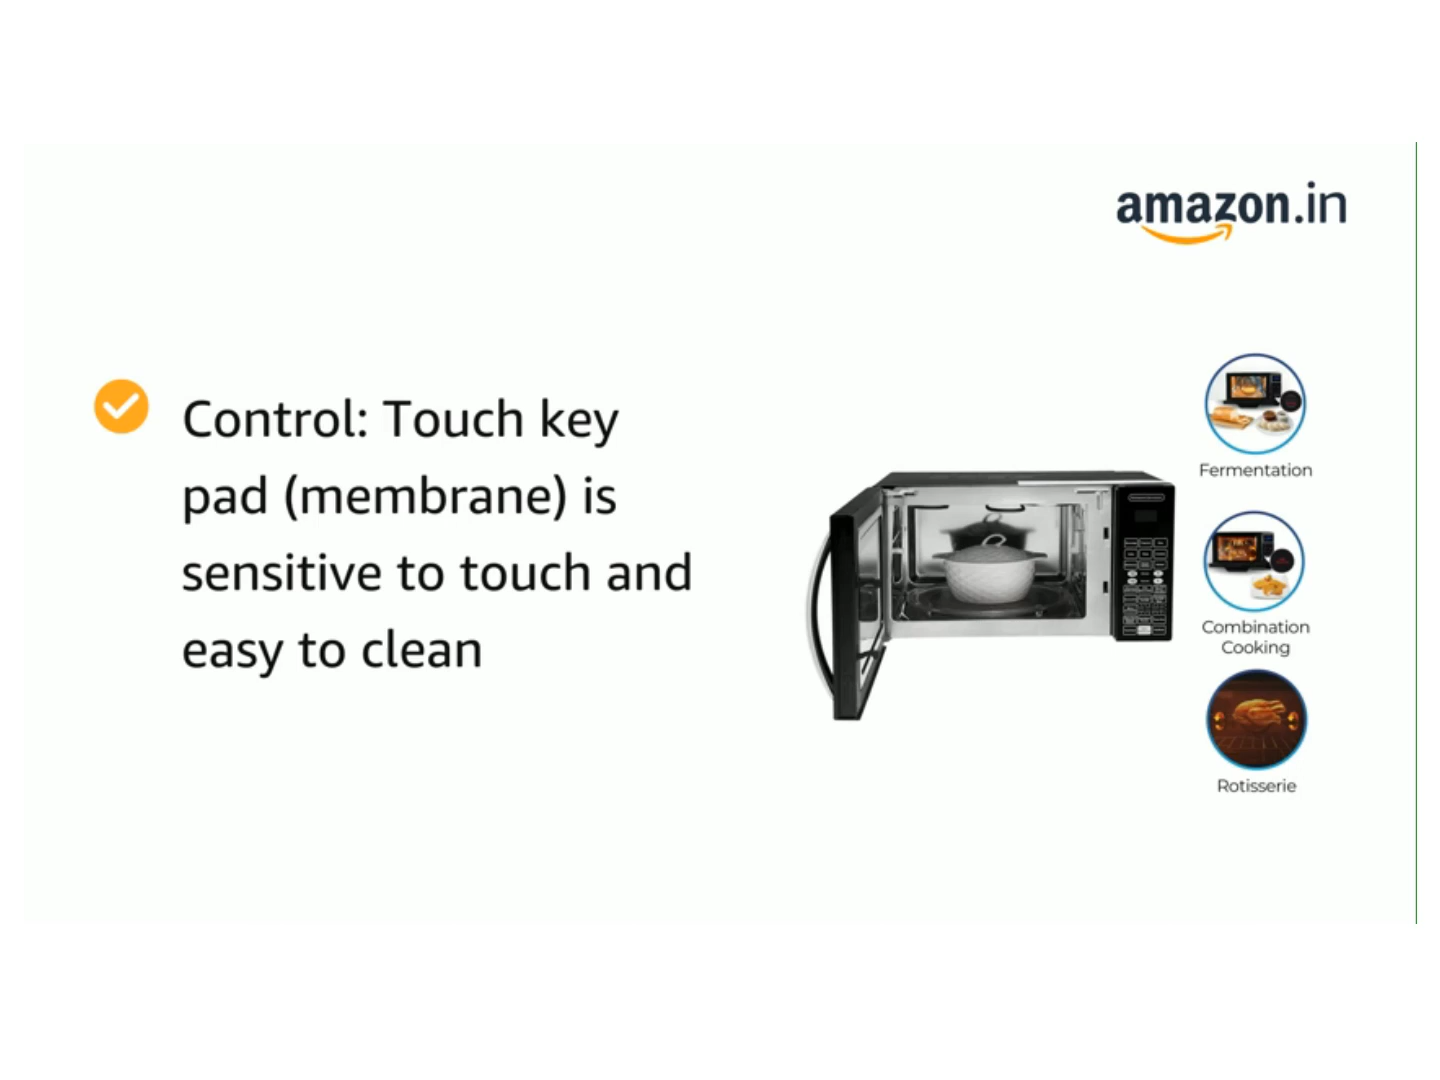 amazon.in
Control: Touch key
pad (membrane) is
sensitive to touch and
easy to clean
Fermentation
Combination
Cooking
Rotisserie